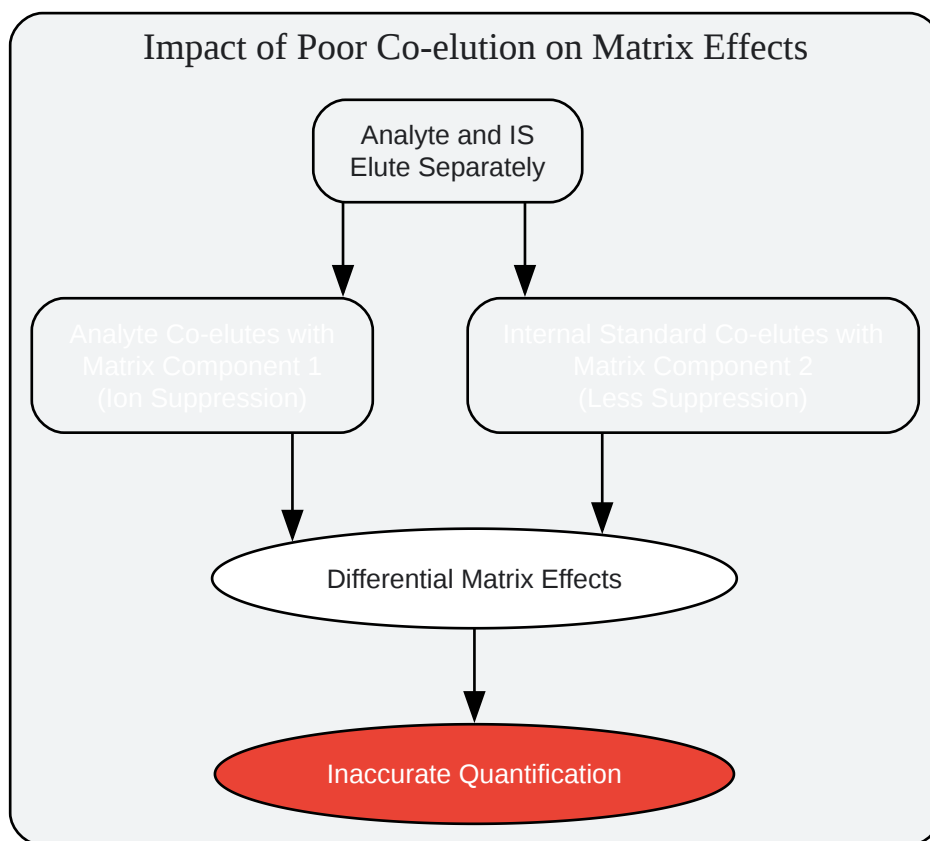 Impact of Poor Co-elution on Matrix Effects
Analyte and IS
Elute Separately
Analyte Co-elutes with
Matrix Component 1
(Ion Suppression)
Internal Standard Co-elutes with
Matrix Component 2
(Less Suppression)
Differential Matrix Effects
Inaccurate Quantification